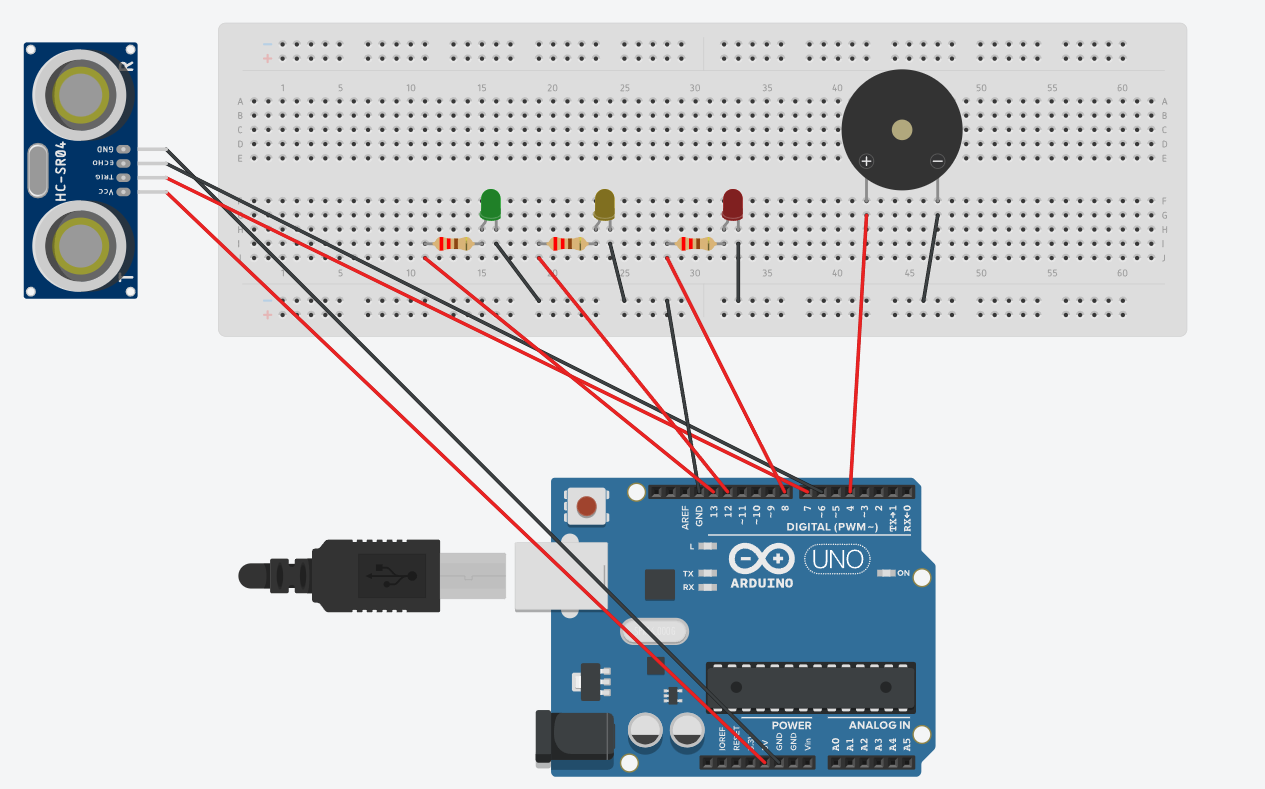 − −
+ +
1 5 10 15 20 25 30 35 40 45 50 55 60
A A
B B
C C
D D
E E
+ −
HC-SR04
R
T
GND
ECHO
TRIG
Vcc
F F
G G
H H
I I
J J
1 5 10 15 20 25 30 35 40 45 50 55 60
− −
+ +
AREF
GND
13
12
~11
~10
~9
8
7
~6
~5
4
~3
2
TX→1
RX←0
DIGITAL (PWM~)
L
TX
RX
UNO
ON
ARDUINO
POWER
ANALOG IN
IOREF
RESET
3.3V
5V
GND
GND
Vin
A0
A1
A2
A3
A4
A5